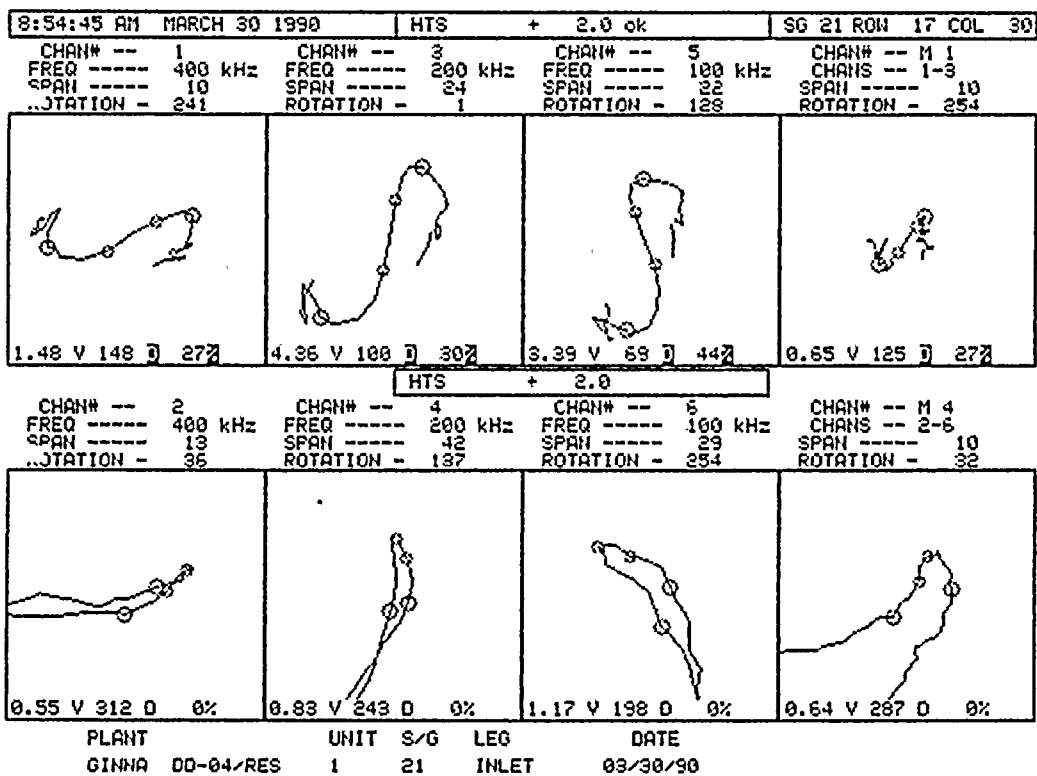 8:54:45 AM MARCH 30 1990 HTS + 2.0 ok SG 21 ROW 17 COL 30
CHAN# -- 1 CHAN# -- 3 CHAN# -- 5 CHAN# -- M 1
FREQ ----- 400 kHz FREQ ----- 200 kHz FREQ ----- 100 kHz CHANS -- 1-3
SPAN ----- 10 SPAN ----- 24 SPAN ----- 22 SPAN ----- 10
..OTATION - 241 ROTATION - 1 ROTATION - 128 ROTATION - 254
1.48 V 148 D 27% 4.36 V 100 D 30% 3.39 V 69 D 44% 0.65 V 125 D 27%
HTS + 2.0
CHAN# -- 2 CHAN# -- 4 CHAN# -- 6 CHAN# -- M 4
FREQ ----- 400 kHz FREQ ----- 200 kHz FREQ ----- 100 kHz CHANS -- 2-6
SPAN ----- 13 SPAN ----- 42 SPAN ----- 29 SPAN ----- 10
..OTATION - 36 ROTATION - 137 ROTATION - 254 ROTATION - 32
0.55 V 312 D 0% 0.83 V 243 D 0% 1.17 V 198 D 0% 0.64 V 287 D 0%
PLANT UNIT S/G LEG DATE
GINNA DD-04/RES 1 21 INLET 03/30/90